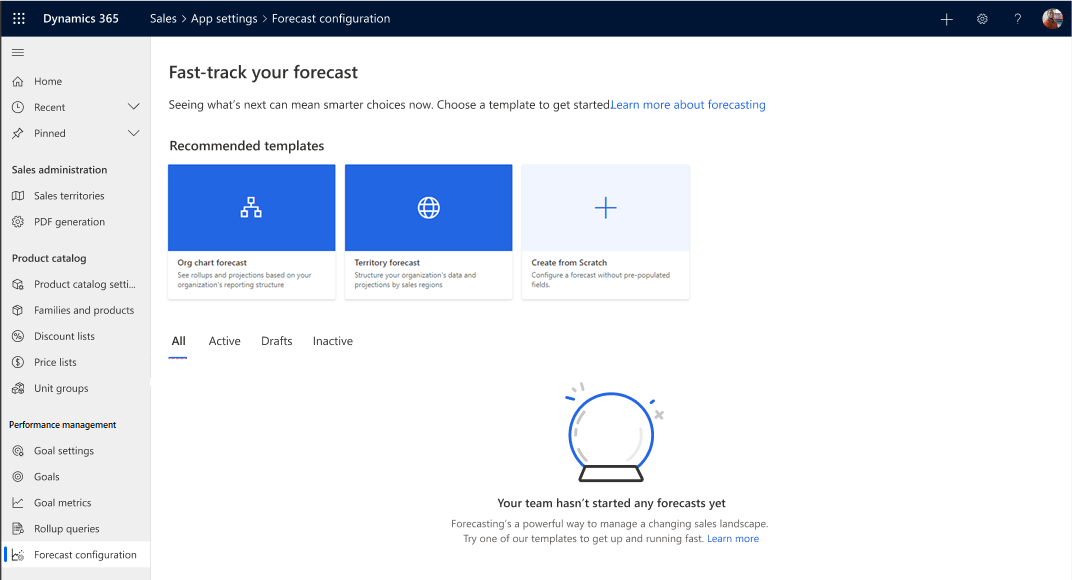 Dynamics 365
Sales > App settings > Forecast configuration
?
Home
Recent
Pinned
Sales administration
Sales territories
PDF generation
Product catalog
Product catalog setti...
Families and products
Discount lists
Price lists
Unit groups
Performance management
Goal settings
Goals
Goal metrics
Rollup queries
Forecast configuration
Fast-track your forecast
Seeing what's next can mean smarter choices now. Choose a template to get started.Learn more about forecasting
Recommended templates
Org chart forecast
See rollups and projections based on your
organization's reporting structure
Territory forecast
Structure your organization's data and
projections by sales regions
Create from Scratch
Configure a forecast without pre-populated
fields.
All Active Drafts Inactive
Your team hasn't started any forecasts yet
Forecasting's a powerful way to manage a changing sales landscape.
Try one of our templates to get up and running fast. Learn more